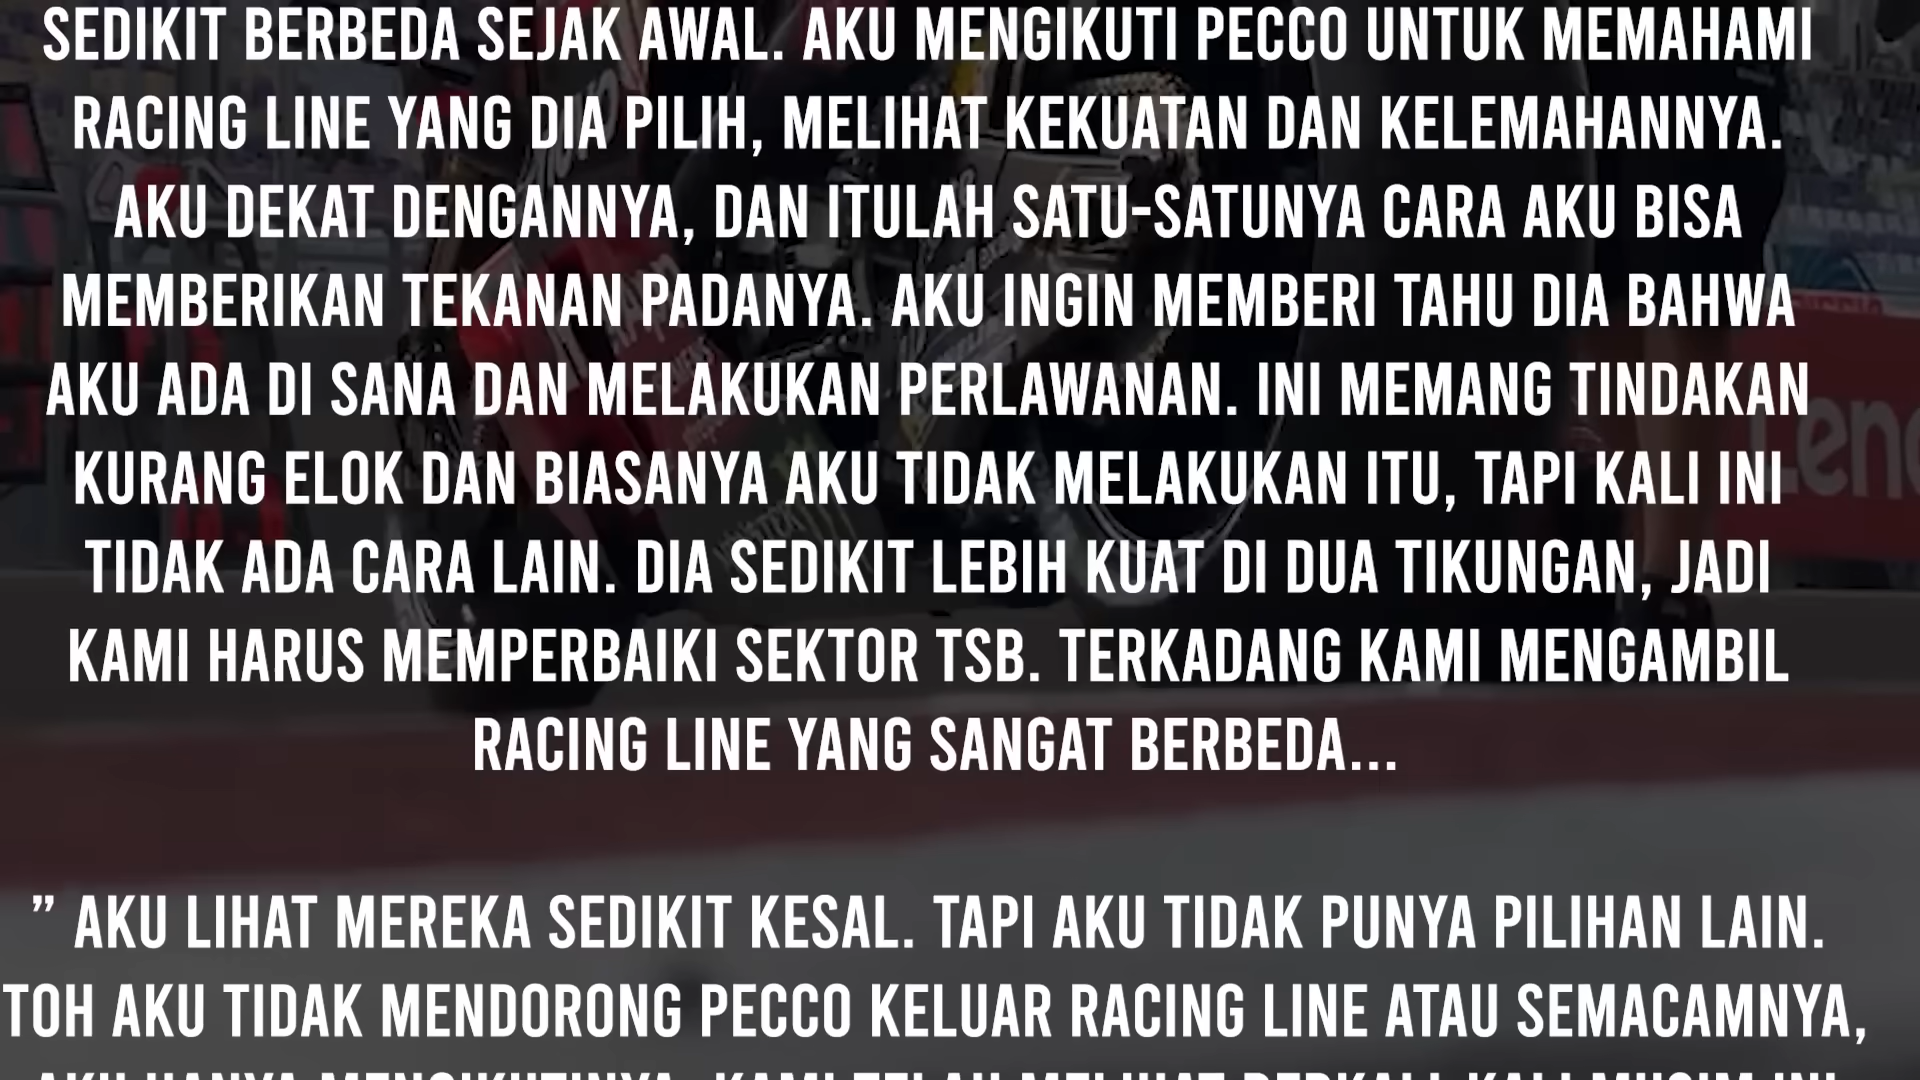 SEDIKIT BERBEDA SEJAK AWAL. AKU MENGIKUTI PECCO UNTUK MEMAHAMI
RACING LINE YANG DIA PILIH, MELIHAT KEKUATAN DAN KELEMAHANNYA.
AKU DEKAT DENGANNYA, DAN ITULAH SATU-SATUNYA CARA AKU BISA
MEMBERIKAN TEKANAN PADANYA. AKU INGIN MEMBERI TAHU DIA BAHWA
AKU ADA DI SANA DAN MELAKUKAN PERLAWANAN. INI MEMANG TINDAKAN
KURANG ELOK DAN BIASANYA AKU TIDAK MELAKUKAN ITU, TAPI KALI INI
TIDAK ADA CARA LAIN. DIA SEDIKIT LEBIH KUAT DI DUA TIKUNGAN, JADI
KAMI HARUS MEMPERBAIKI SEKTOR TSB. TERKADANG KAMI MENGAMBIL
RACING LINE YANG SANGAT BERBEDA...
” AKU LIHAT MEREKA SEDIKIT KESAL. TAPI AKU TIDAK PUNYA PILIHAN LAIN.
TOH AKU TIDAK MENDORONG PECCO KELUAR RACING LINE ATAU SEMACAMNYA,